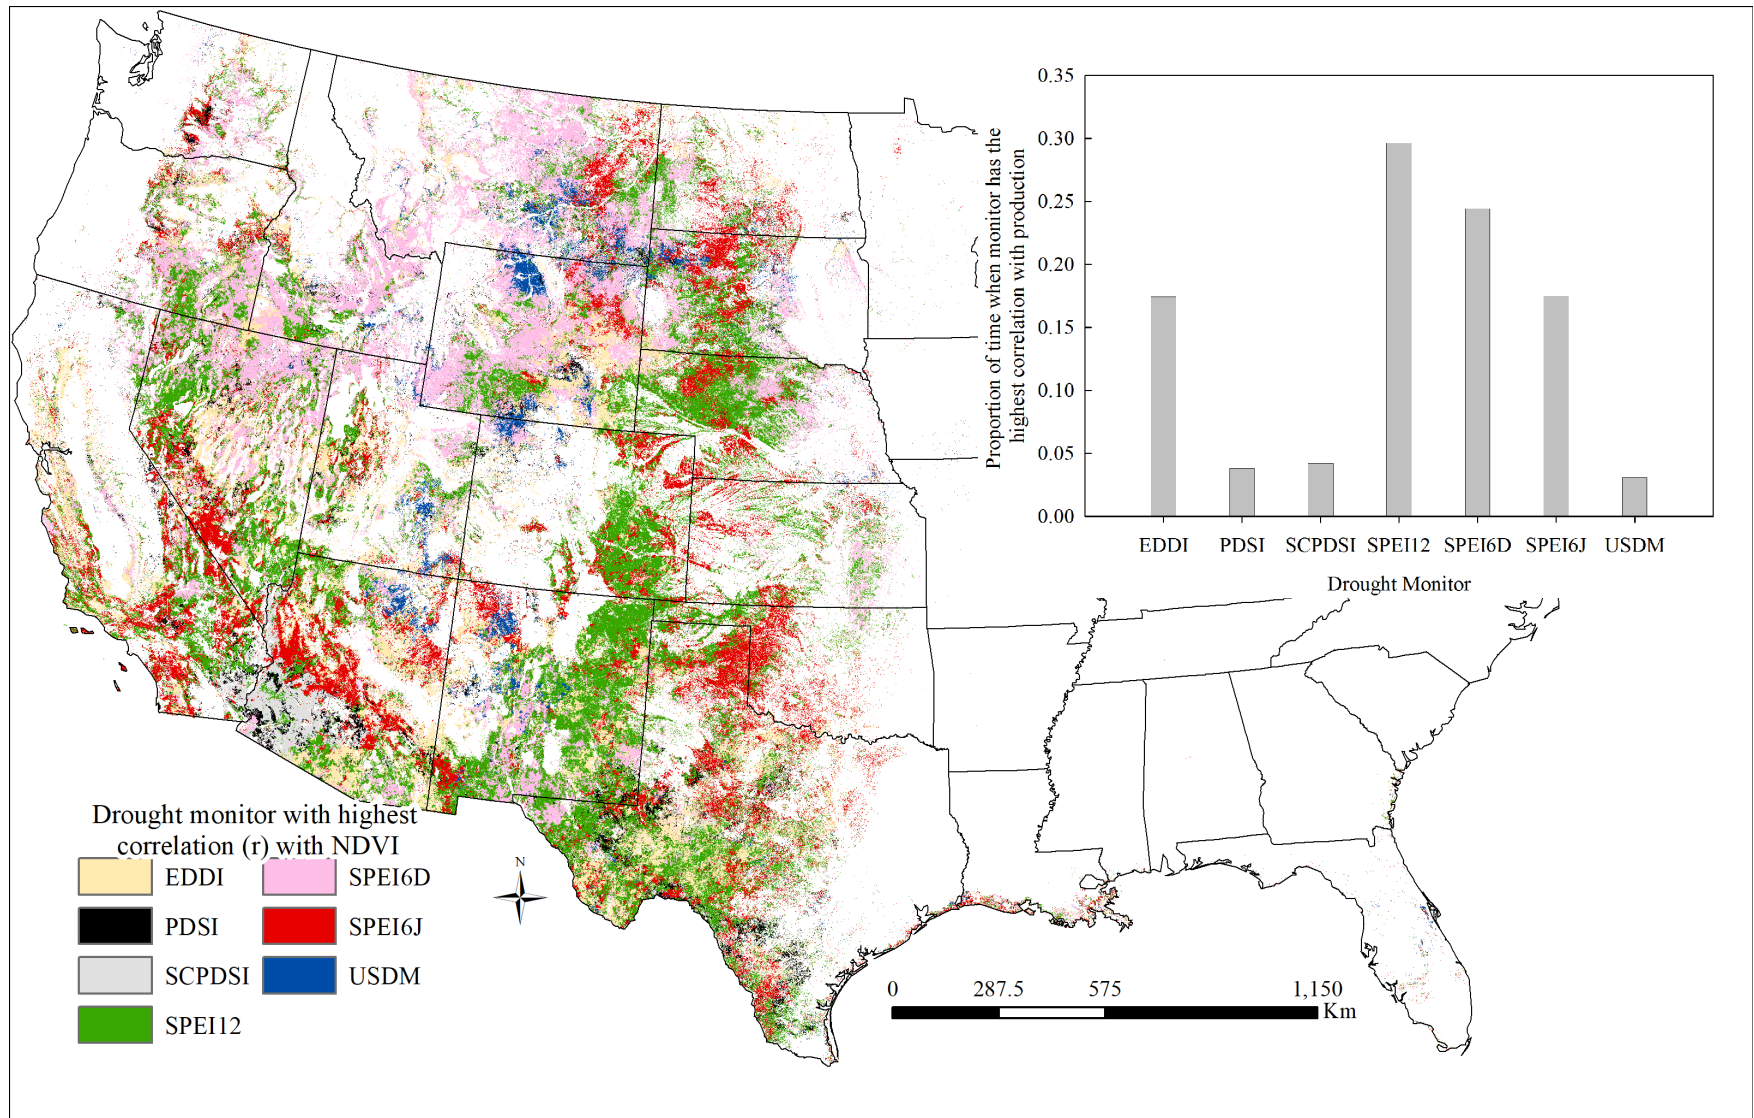 0.35
0.30
0.25
0.20
0.15
0.10
0.05
0.00
Proportion of time when monitor has the
highest correlation with production
EDDI PDSI SCPDSI SPEI12 SPEI6D SPEI6J USDM
Drought Monitor
Drought monitor with highest
correlation (r) with NDVI
EDDI SPEI6D
PDSI SPEI6J
SCPDSI USDM
SPEI12
N
0 287.5 575 1,150
Km